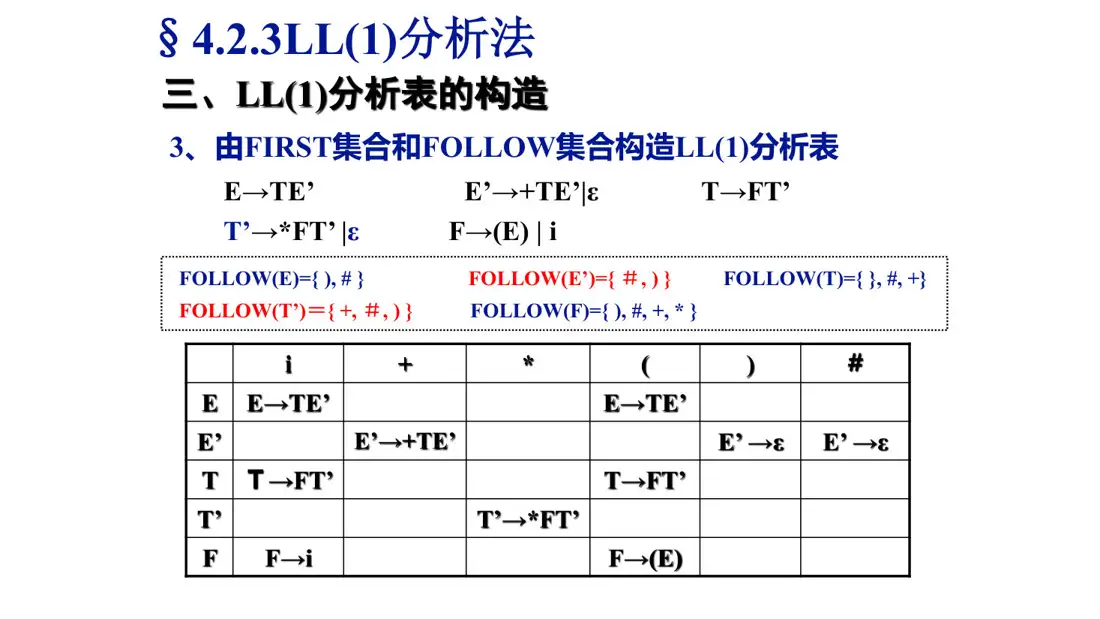 §4.2.3LL(1)分析法
三、LL(1)分析表的构造
3、由FIRST集合和FOLLOW集合构造LL(1)分析表
E→TE’ E’→+TE’|ε T→FT’
T’→*FT’ |ε F→(E) | i
FOLLOW(E)={ ), # } FOLLOW(E’)={ ＃, ) } FOLLOW(T)={ }, #, +}
FOLLOW(T’)＝{ +, ＃, ) } FOLLOW(F)={ ), #, +, * }
i + * ( ) #
E E→TE’ E→TE’
E’ E’→+TE’ E’ →ε E’ →ε
T T →FT’ T→FT’
T’ T’→*FT’
F F→i F→(E)